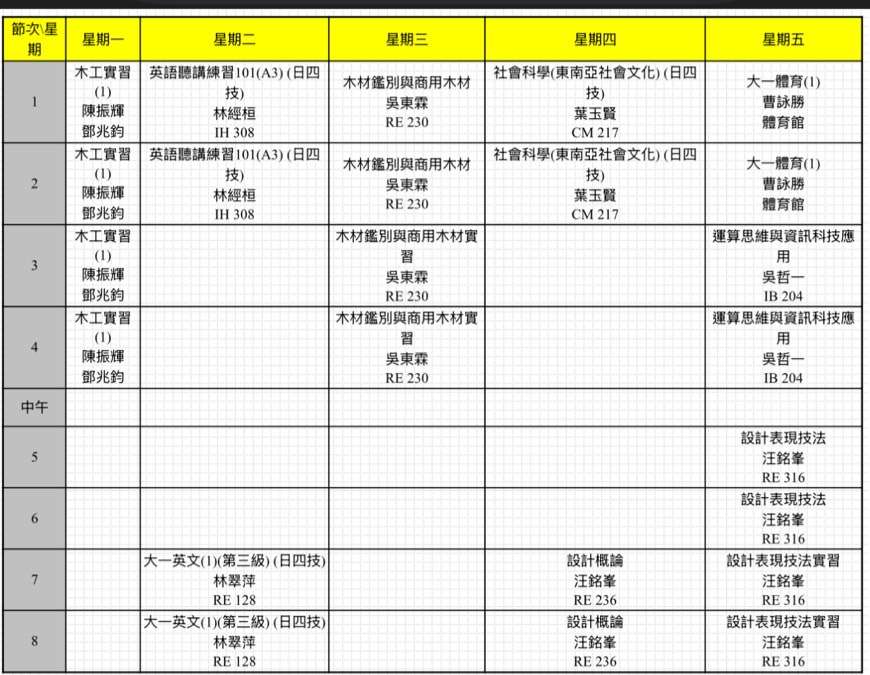 節次\星
期
星期一
星期二
星期三
星期四
星期五
1
木工實習
(1)
陳振輝
鄧兆鈞
英語聽講練習101(A3) (日四
技)
林經桓
IH 308
木材鑑別與商用木材
吳東霖
RE 230
社會科學(東南亞社會文化) (日四
技)
葉玉賢
CM 217
大一體育(1)
曹詠勝
體育館
2
木工實習
(1)
陳振輝
鄧兆鈞
英語聽講練習101(A3) (日四
技)
林經桓
IH 308
木材鑑別與商用木材
吳東霖
RE 230
社會科學(東南亞社會文化) (日四
技)
葉玉賢
CM 217
大一體育(1)
曹詠勝
體育館
3
木工實習
(1)
陳振輝
鄧兆鈞
木材鑑別與商用木材實
習
吳東霖
RE 230
運算思維與資訊科技應
用
吳哲一
IB 204
4
木工實習
(1)
陳振輝
鄧兆鈞
木材鑑別與商用木材實
習
吳東霖
RE 230
運算思維與資訊科技應
用
吳哲一
IB 204
中午
5
設計表現技法
汪銘峯
RE 316
6
設計表現技法
汪銘峯
RE 316
7
大一英文(1)(第三級) (日四技)
林翠萍
RE 128
設計概論
汪銘峯
RE 236
設計表現技法實習
汪銘峯
RE 316
8
大一英文(1)(第三級) (日四技)
林翠萍
RE 128
設計概論
汪銘峯
RE 236
設計表現技法實習
汪銘峯
RE 316